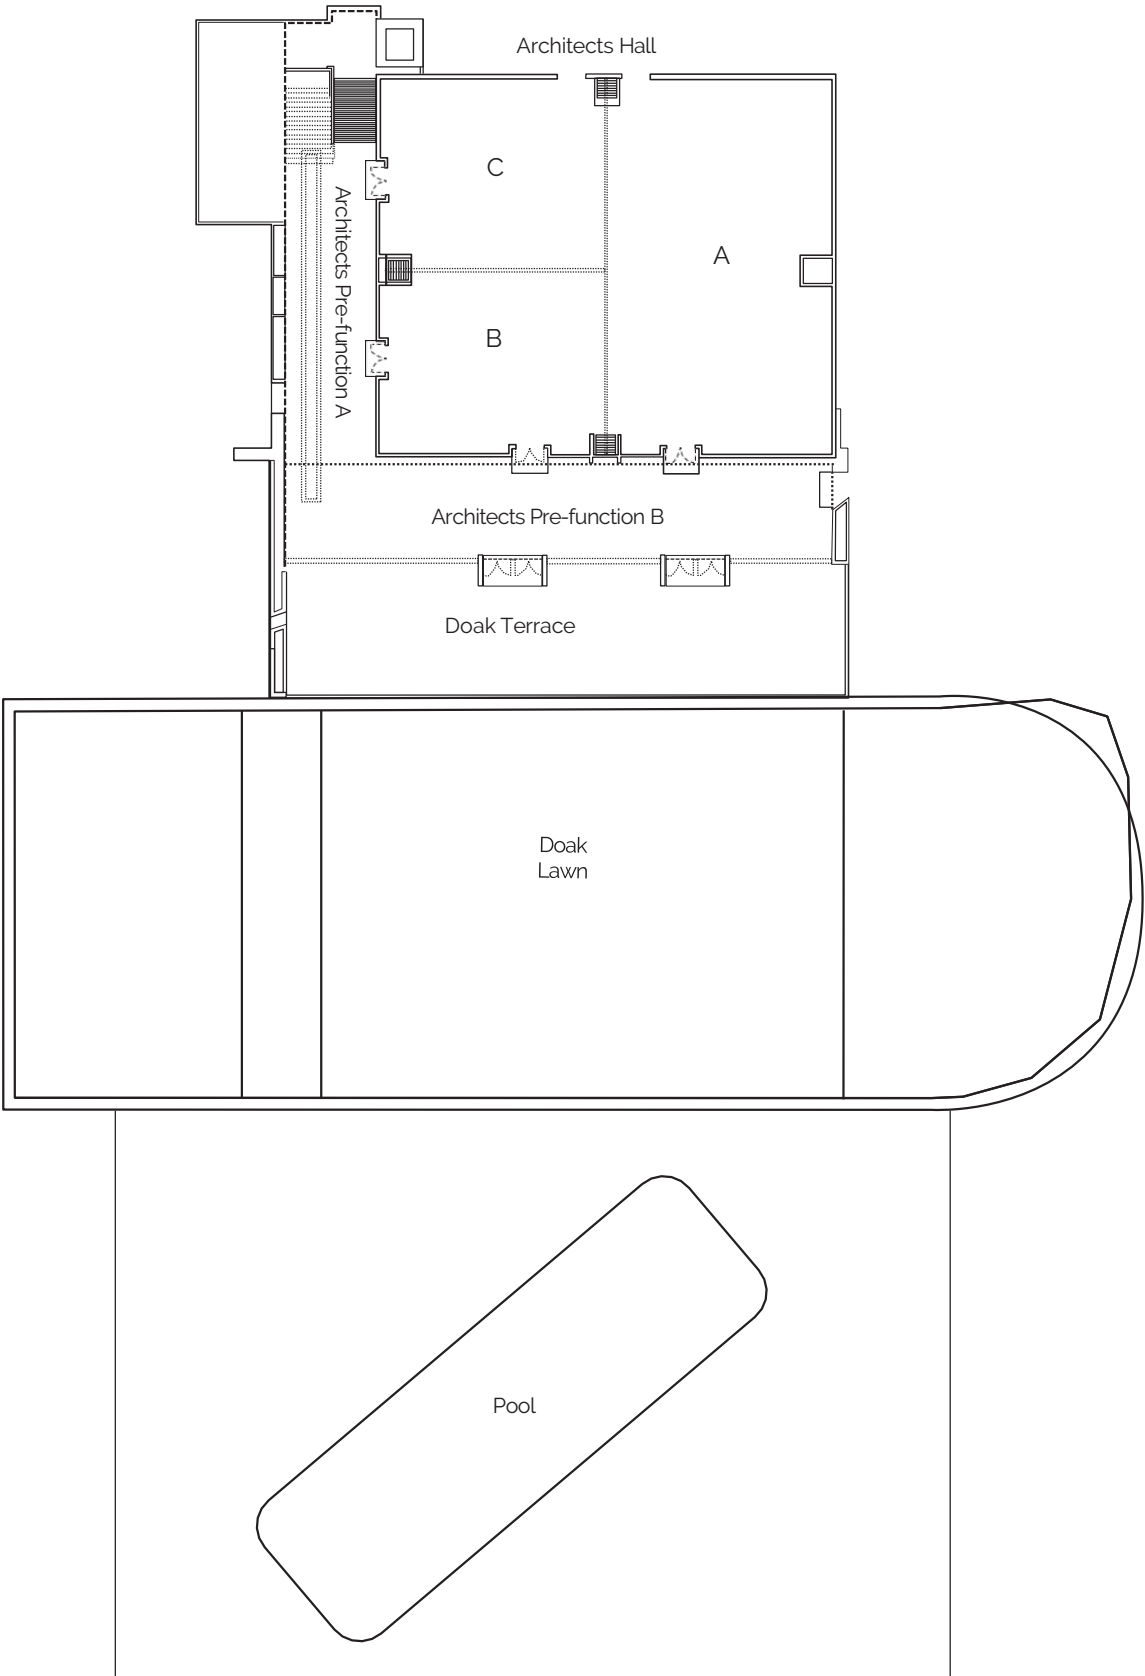 Architects Hall
C
A
Architects Pre-function A
B
Architects Pre-function B
Doak Terrace
Doak
Lawn
Pool